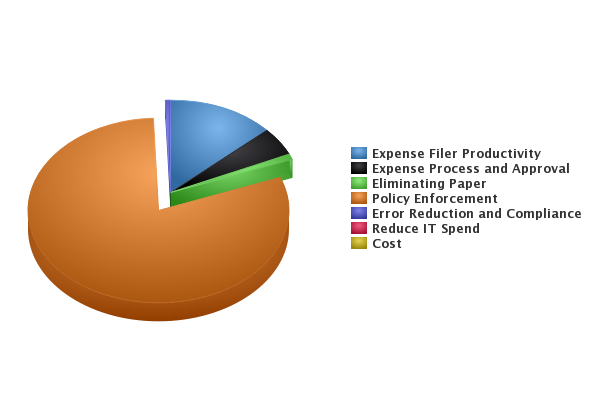 Expense Filer Productivity
Expense Process and Approval
Eliminating Paper
Policy Enforcement
Error Reduction and Compliance
Reduce IT Spend
Cost